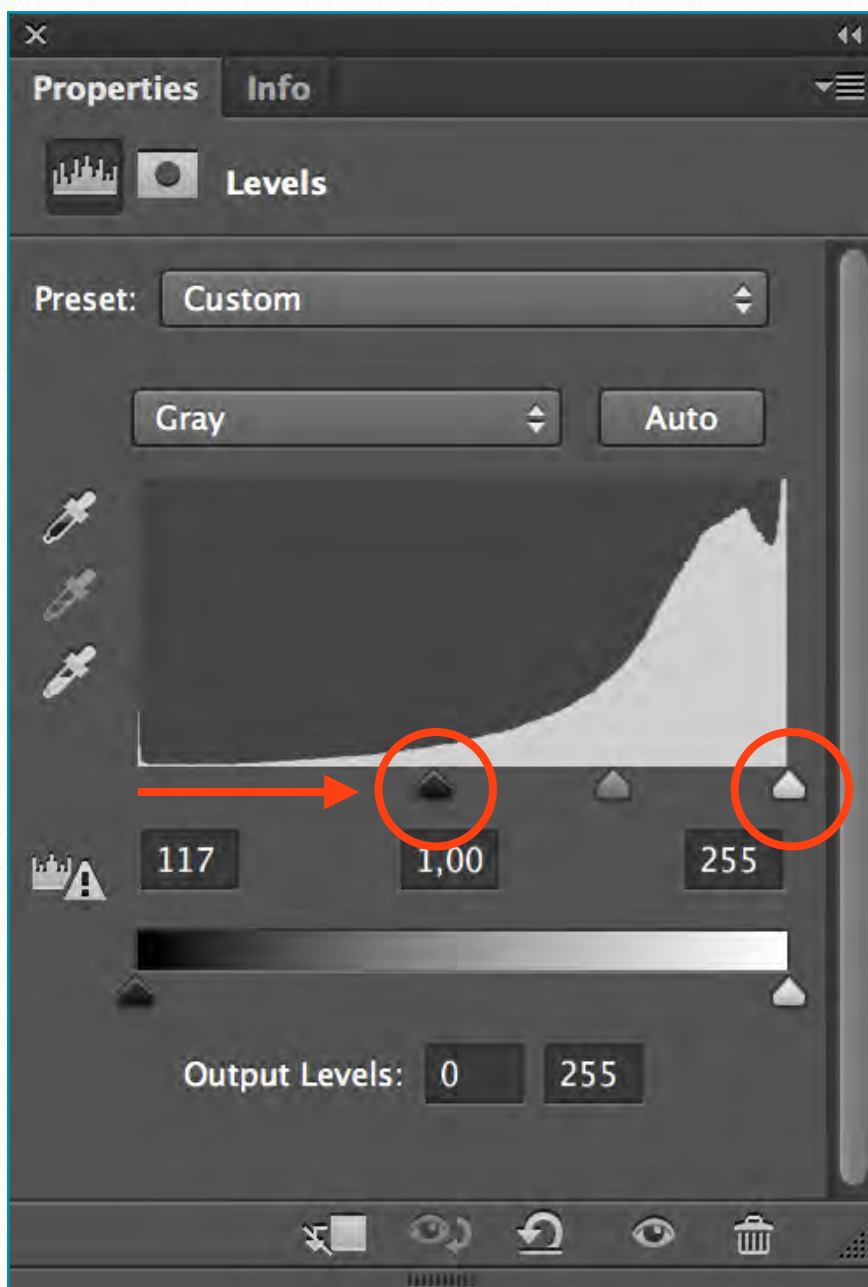 Properties Info
Levels
Preset: Custom
Gray Auto
117 1,00 255
Output Levels: 0 255